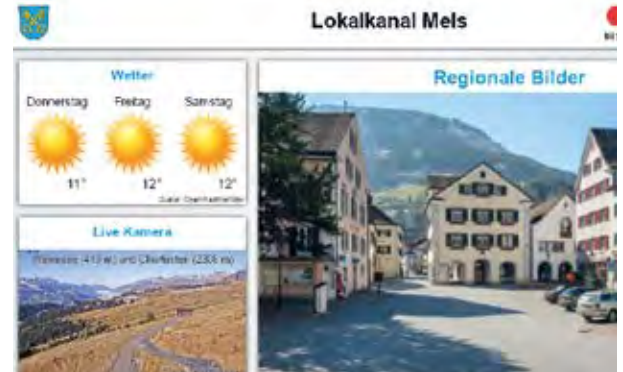 Lokalkanal Mels
Wetter
Donnerstag Freitag Samstag
11° 12° 12°
Regionale Bilder
Live Kamera